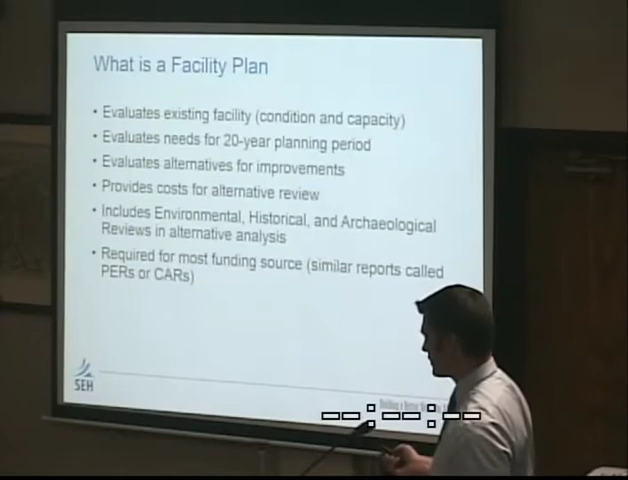 What is a Facility Plan
• Evaluates existing facility (condition and capacity)
• Evaluates needs for 20-year planning period
• Evaluates alternatives for improvements
• Provides costs for alternative review
• Includes Environmental, Historical, and Archaeological
Reviews in alternative analysis
• Required for most funding source (similar reports called
PERs or CARs)
SEH
Building a Better
--:--:--